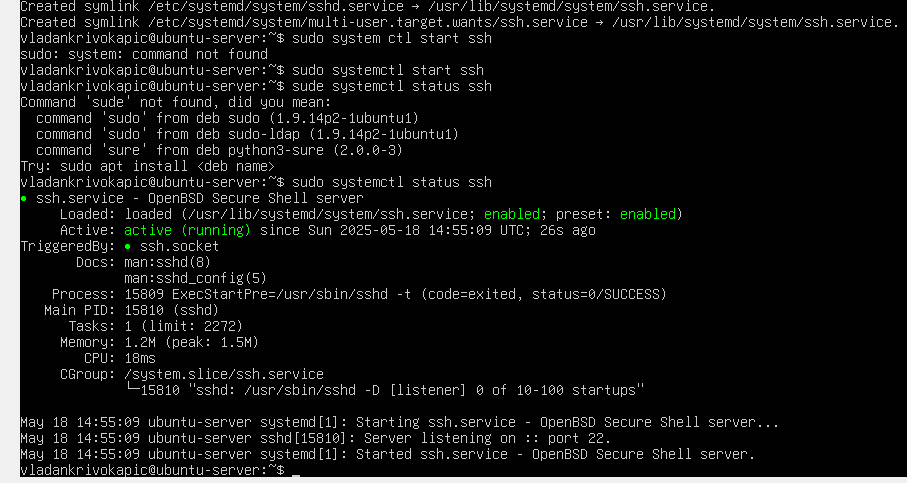 Created symlink /etc/systemd/system/sshd.service → /usr/lib/systemd/system/ssh.service.
Created symlink /etc/systemd/system/multi-user.target.wants/ssh.service → /usr/lib/systemd/system/ssh.service.
vladankrivokapic@ubuntu-server:~$ sudo system ctl start ssh
sudo: system: command not found
vladankrivokapic@ubuntu-server:~$ sudo systemctl start ssh
vladankrivokapic@ubuntu-server:~$ sude systemctl status ssh
Command 'sude' not found, did you mean:
  command 'sudo' from deb sudo (1.9.14p2-1ubuntu1)
  command 'sudo' from deb sudo-ldap (1.9.14p2-1ubuntu1)
  command 'sure' from deb python3-sure (2.0.0-3)
Try: sudo apt install <deb name>
vladankrivokapic@ubuntu-server:~$ sudo systemctl status ssh
● ssh.service - OpenBSD Secure Shell server
     Loaded: loaded (/usr/lib/systemd/system/ssh.service; enabled; preset: enabled)
     Active: active (running) since Sun 2025-05-18 14:55:09 UTC; 26s ago
TriggeredBy: ● ssh.socket
       Docs: man:sshd(8)
             man:sshd_config(5)
    Process: 15809 ExecStartPre=/usr/sbin/sshd -t (code=exited, status=0/SUCCESS)
   Main PID: 15810 (sshd)
      Tasks: 1 (limit: 2272)
     Memory: 1.2M (peak: 1.5M)
        CPU: 18ms
     CGroup: /system.slice/ssh.service
             └─15810 "sshd: /usr/sbin/sshd -D [listener] 0 of 10-100 startups"
May 18 14:55:09 ubuntu-server systemd[1]: Starting ssh.service - OpenBSD Secure Shell server...
May 18 14:55:09 ubuntu-server sshd[15810]: Server listening on :: port 22.
May 18 14:55:09 ubuntu-server systemd[1]: Started ssh.service - OpenBSD Secure Shell server.
vladankrivokapic@ubuntu-server:~$ _